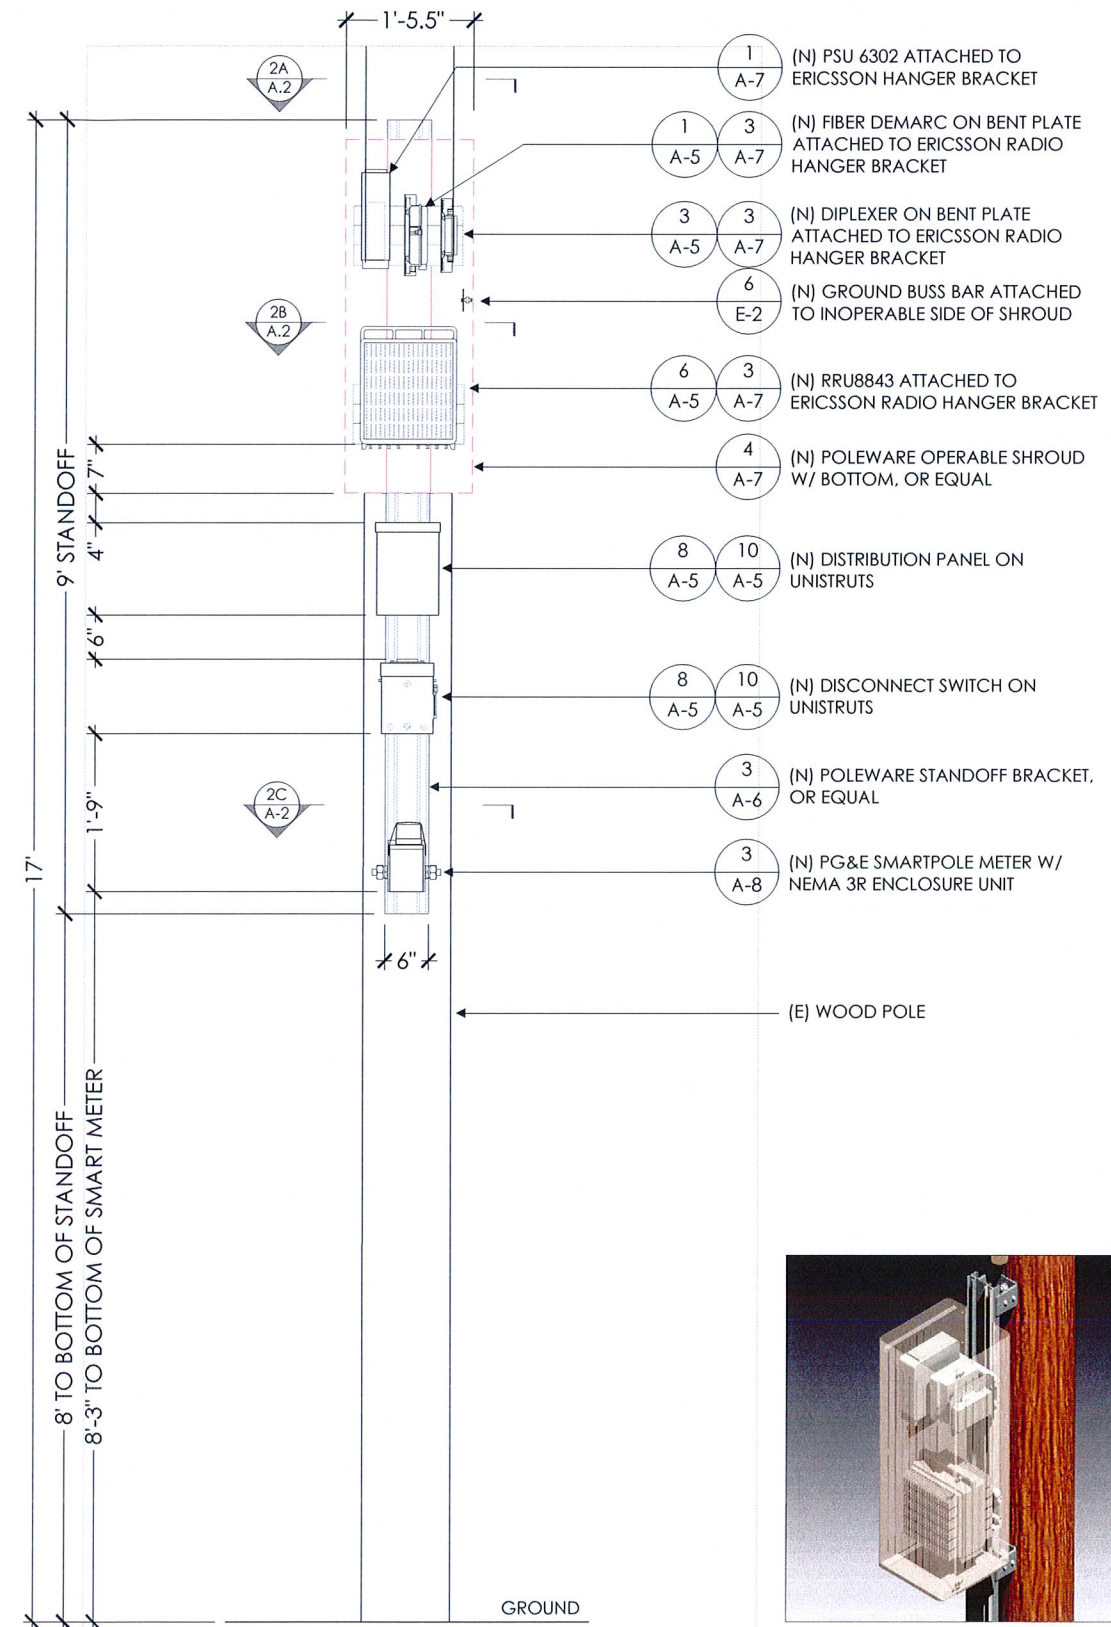 1'-5.5"
2A
A.2
1
A-7
(N) PSU 6302 ATTACHED TO
ERICSSON HANGER BRACKET
1
A-5
3
A-7
(N) FIBER DEMARC ON BENT PLATE
ATTACHED TO ERICSSON RADIO
HANGER BRACKET
3
A-5
3
A-7
(N) DIPLEXER ON BENT PLATE
ATTACHED TO ERICSSON RADIO
HANGER BRACKET
2B
A.2
6
E-2
(N) GROUND BUSS BAR ATTACHED
TO INOPERABLE SIDE OF SHROUD
6
A-5
3
A-7
(N) RRU8843 ATTACHED TO
ERICSSON RADIO HANGER BRACKET
4
A-7
(N) POLEWARE OPERABLE SHROUD
W/ BOTTOM, OR EQUAL
7"
9' STANDOFF
4"
8
A-5
10
A-5
(N) DISTRIBUTION PANEL ON
UNISTRUTS
6"
8
A-5
10
A-5
(N) DISCONNECT SWITCH ON
UNISTRUTS
1'-9"
2C
A-2
3
A-6
(N) POLEWARE STANDOFF BRACKET,
OR EQUAL
17'
3
A-8
(N) PG&E SMARTPOLE METER W/
NEMA 3R ENCLOSURE UNIT
6"
(E) WOOD POLE
8' TO BOTTOM OF STANDOFF
8'-3" TO BOTTOM OF SMART METER
GROUND